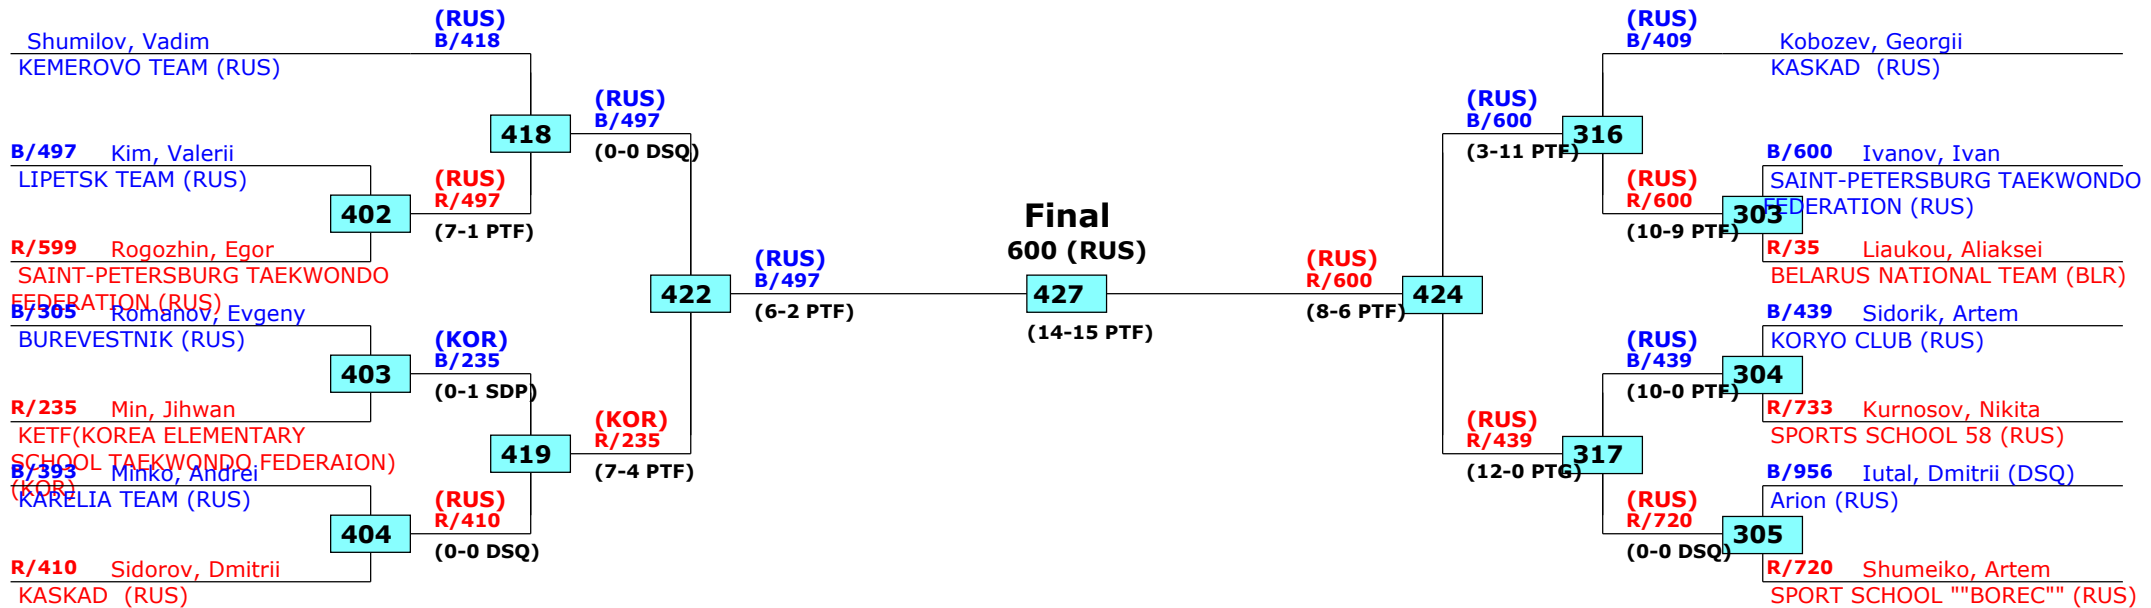 (RUS)
B/418
Shumilov, Vadim
KEMEROVO TEAM (RUS)
418
(RUS)
B/497
(0-0 DSQ)
B/497 Kim, Valerii
LIPETSK TEAM (RUS)
402
(RUS)
R/497
(7-1 PTF)
R/599 Rogozhin, Egor
SAINT-PETERSBURG TAEKWONDO
FEDERATION (RUS)
422
(RUS)
B/497
(6-2 PTF)
B/305 Romanov, Evgeny
BUREVESTNIK (RUS)
403
(KOR)
B/235
(0-1 SDP)
R/235 Min, Jihwan
KETF(KOREA ELEMENTARY
SCHOOL TAEKWONDO FEDERAION)
(KOR)
419
(KOR)
R/235
(7-4 PTF)
B/393 Minko, Andrei
KARELIA TEAM (RUS)
404
(RUS)
R/410
(0-0 DSQ)
R/410 Sidorov, Dmitrii
KASKAD (RUS)
Final
600 (RUS)
427
(14-15 PTF)
(RUS)
R/600
(8-6 PTF)
424
(RUS)
B/600
(3-11 PTF)
316
(RUS)
B/409
Kobozev, Georgii
KASKAD (RUS)
(RUS)
R/600
(10-9 PTF)
303
B/600 Ivanov, Ivan
SAINT-PETERSBURG TAEKWONDO
FEDERATION (RUS)
R/35 Liaukou, Aliaksei
BELARUS NATIONAL TEAM (BLR)
(RUS)
R/439
(12-0 PTG)
317
(RUS)
B/439
(10-0 PTF)
304
B/439 Sidorik, Artem
KORYO CLUB (RUS)
R/733 Kurnosov, Nikita
SPORTS SCHOOL 58 (RUS)
(RUS)
R/720
(0-0 DSQ)
305
B/956 Iutal, Dmitrii (DSQ)
Arion (RUS)
R/720 Shumeiko, Artem
SPORT SCHOOL ""BOREC"" (RUS)